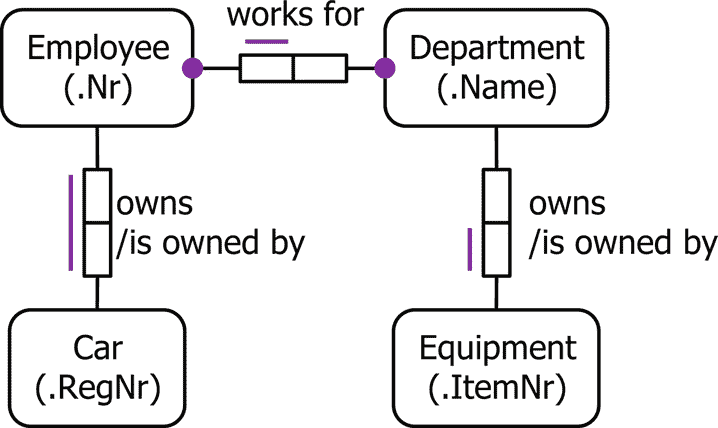 works for
Employee
(.Nr)
Department
(.Name)
owns
/is owned by
owns
/is owned by
Car
(.RegNr)
Equipment
(.ItemNr)